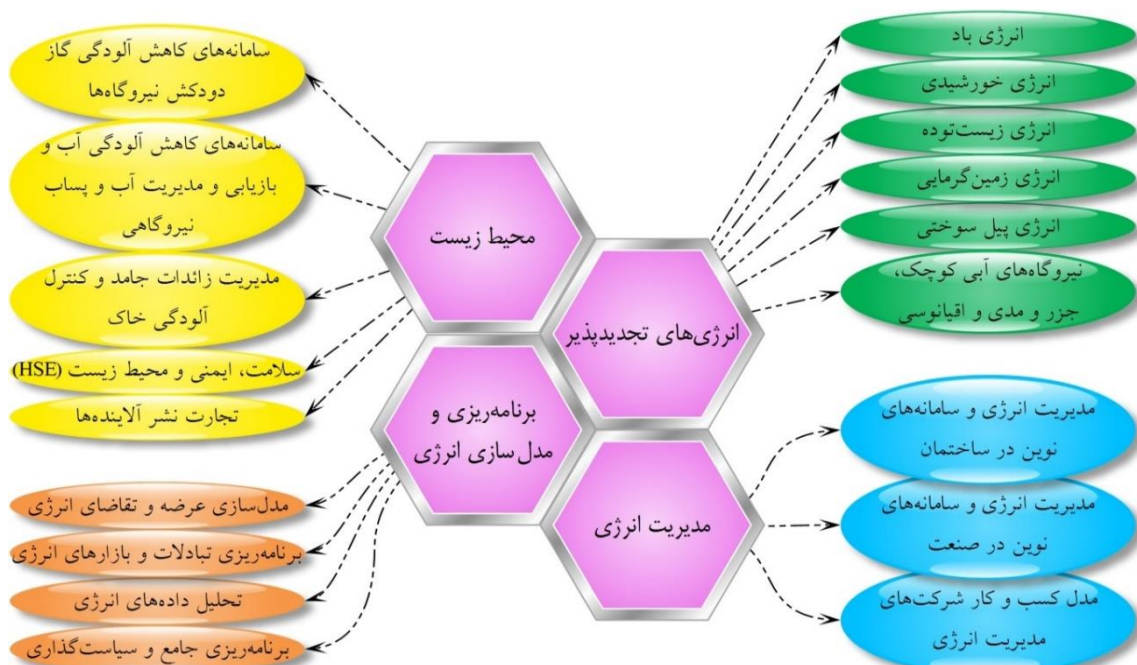 انرژی باد
انرژی خورشیدی
انرژی زیست‌توده
انرژی زمین‌گرمایی
انرژی پیل سوختی
نیروگاه‌های آبی کوچک،
جزر و مدی و اقیانوسی
انرژی‌های تجدیدپذیر
محیط زیست
سامانه‌های کاهش آلودگی گاز
دودکش نیروگاه‌ها
سامانه‌های کاهش آلودگی آب و
بازیابی و مدیریت آب و پساب
نیروگاهی
مدیریت زائدات جامد و کنترل
آلودگی خاک
سلامت، ایمنی و محیط زیست (HSE)
تجارت نشر آلاینده‌ها
مدیریت انرژی
مدیریت انرژی و سامانه‌های
نوین در ساختمان
مدیریت انرژی و سامانه‌های
نوین در صنعت
مدل کسب و کار شرکت‌های
مدیریت انرژی
برنامه‌ریزی و
مدل سازی انرژی
مدل‌سازی عرضه و تقاضای انرژی
برنامه‌ریزی تبادلات و بازارهای انرژی
تحلیل داده‌های انرژی
برنامه‌ریزی جامع و سیاست‌گذاری